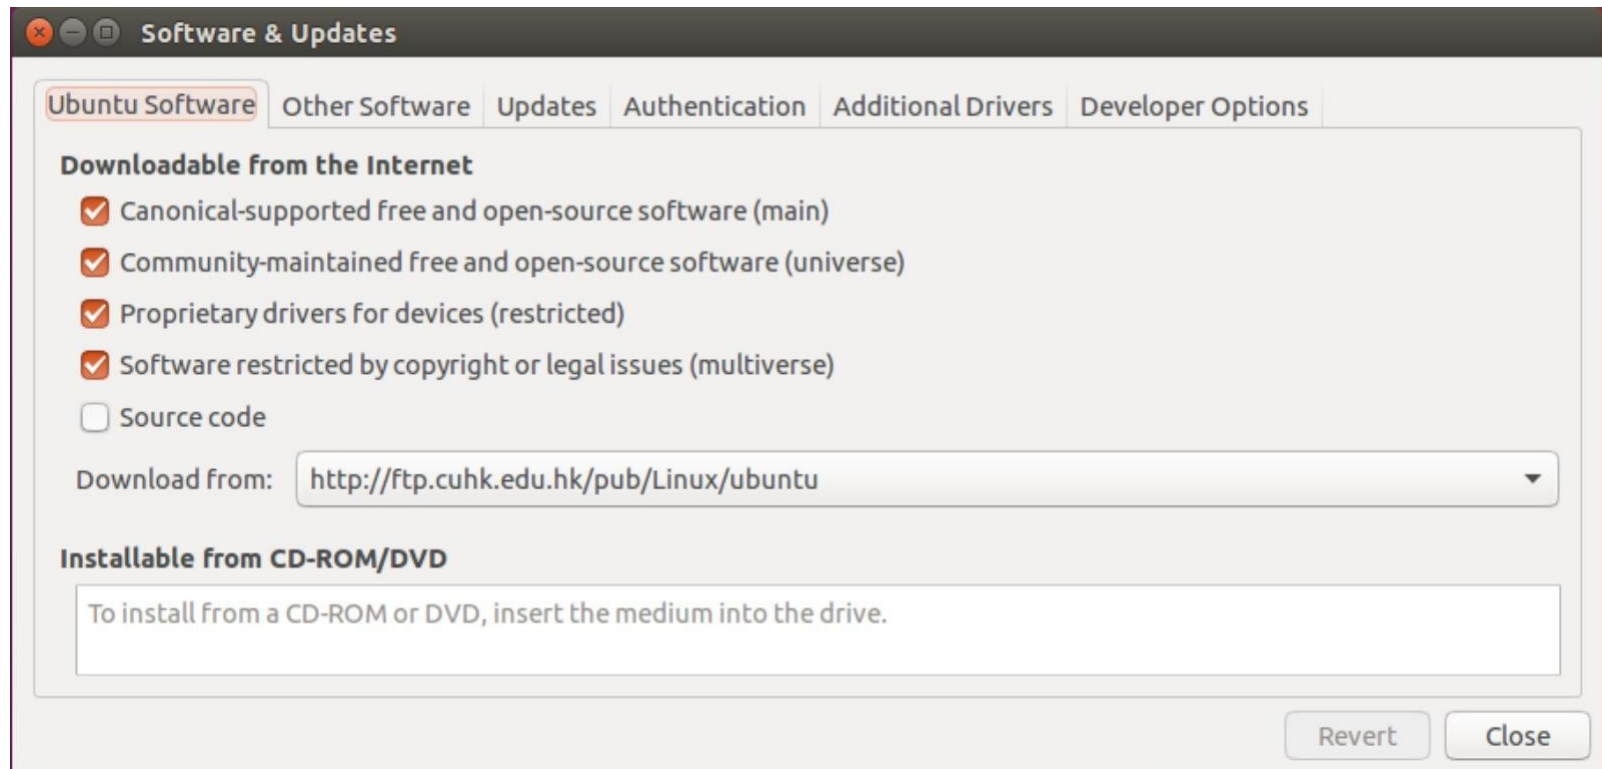 Software & Updates
Ubuntu Software Other Software Updates Authentication Additional Drivers Developer Options
Downloadable from the Internet
Canonical-supported free and open-source software (main)
Community-maintained free and open-source software (universe)
Proprietary drivers for devices (restricted)
Software restricted by copyright or legal issues (multiverse)
Source code
Download from: http://ftp.cuhk.edu.hk/pub/Linux/ubuntu
Installable from CD-ROM/DVD
To install from a CD-ROM or DVD, insert the medium into the drive.
Revert Close